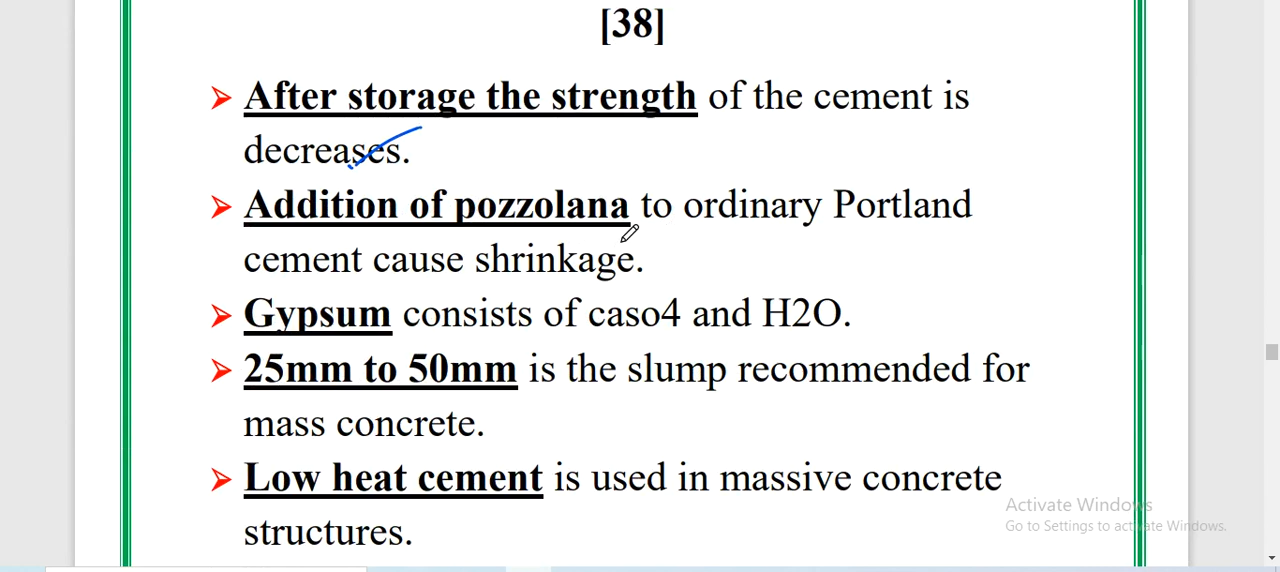 [38]
➢ After storage the strength of the cement is
decreases.
➢ Addition of pozzolana to ordinary Portland
cement cause shrinkage.
➢ Gypsum consists of caso4 and H2O.
➢ 25mm to 50mm is the slump recommended for
mass concrete.
➢ Low heat cement is used in massive concrete
structures.
Activate Windows
Go to Settings to activate Windows.